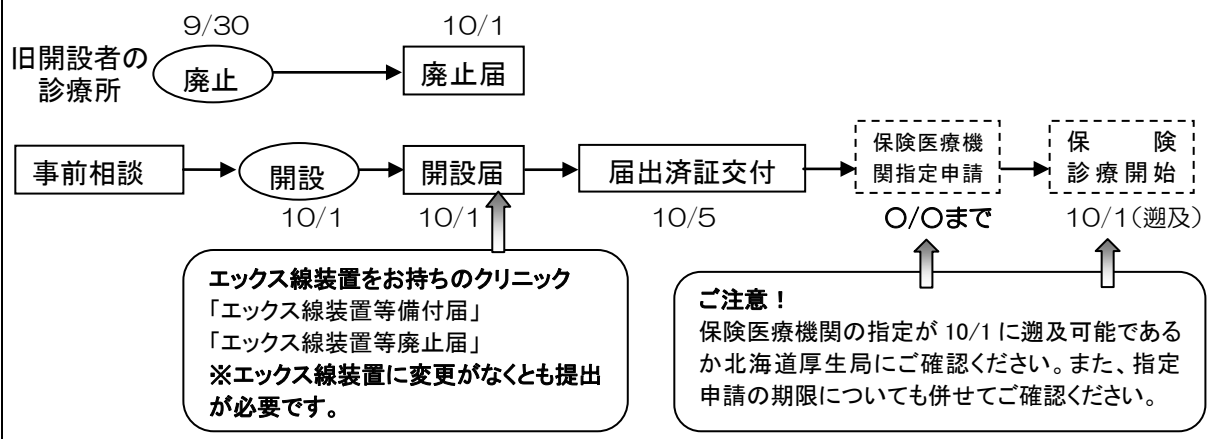 9/30
10/1
旧開設者の
診療所
廃止
廃止届
事前相談
開設
開設届
届出済証交付
保険医療機
関指定申請
保険
診療開始
10/1
10/1
10/5
〇/〇まで
10/1(遡及)
エックス線装置をお持ちのクリニック
「エックス線装置等備付届」
「エックス線装置等廃止届」
※エックス線装置に変更がなくとも提出
が必要です。
ご注意!
保険医療機関の指定が 10/1 に遡及可能である
か北海道厚生局にご確認ください。また、指定
申請の期限についても併せてご確認ください。